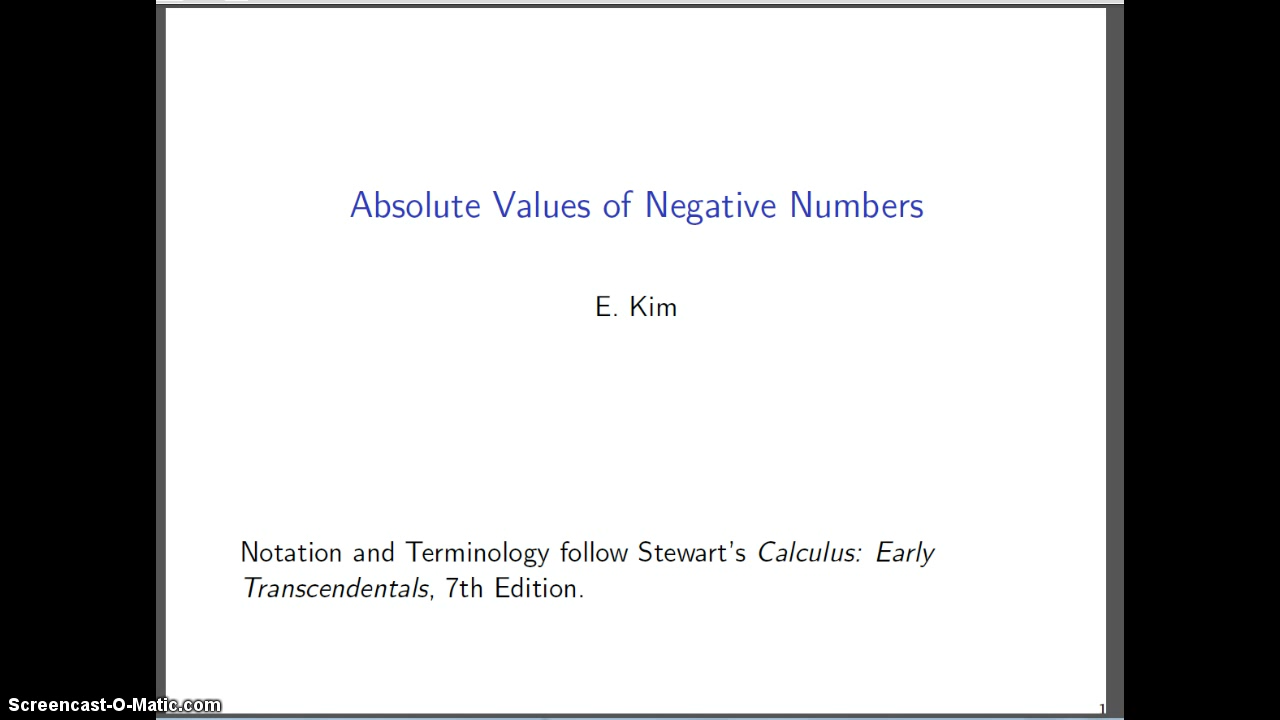 Absolute Values of Negative Numbers
E. Kim
Notation and Terminology follow Stewart's Calculus: Early
Transcendentals, 7th Edition.
1
Screencast-O-Matic.com